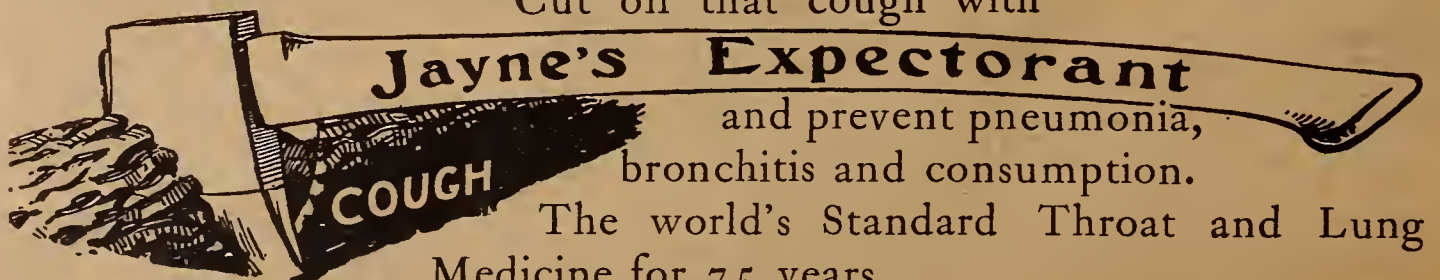 Cut off that cough with
Jayne's Expectorant
and prevent pneumonia,
bronchitis and consumption.
COUGH
The world's Standard Throat and Lung
Medicine for 75 years